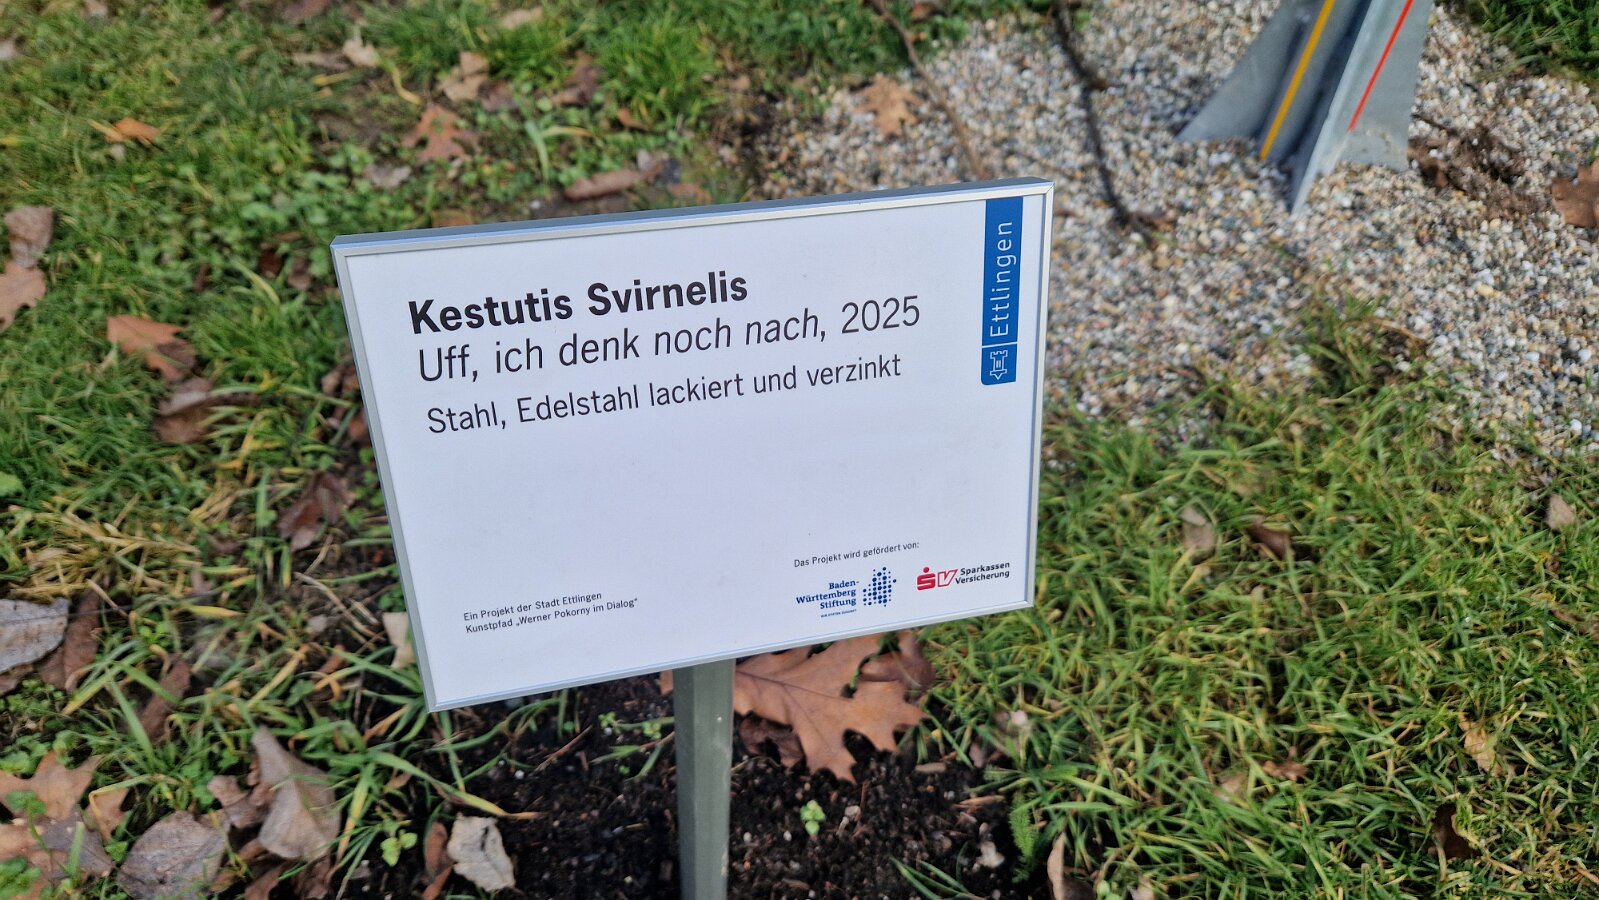 Kestutis Svirnelis
Uff, ich denk noch nach, 2025
Stahl, Edelstahl lackiert und verzinkt
Ettlingen
Ein Projekt der Stadt Ettlingen
Kunstpfad „Werner Pokorny im Dialog“
Das Projekt wird gefördert von:
Baden-
Württemberg
Stiftung
Sparkassen
Versicherung